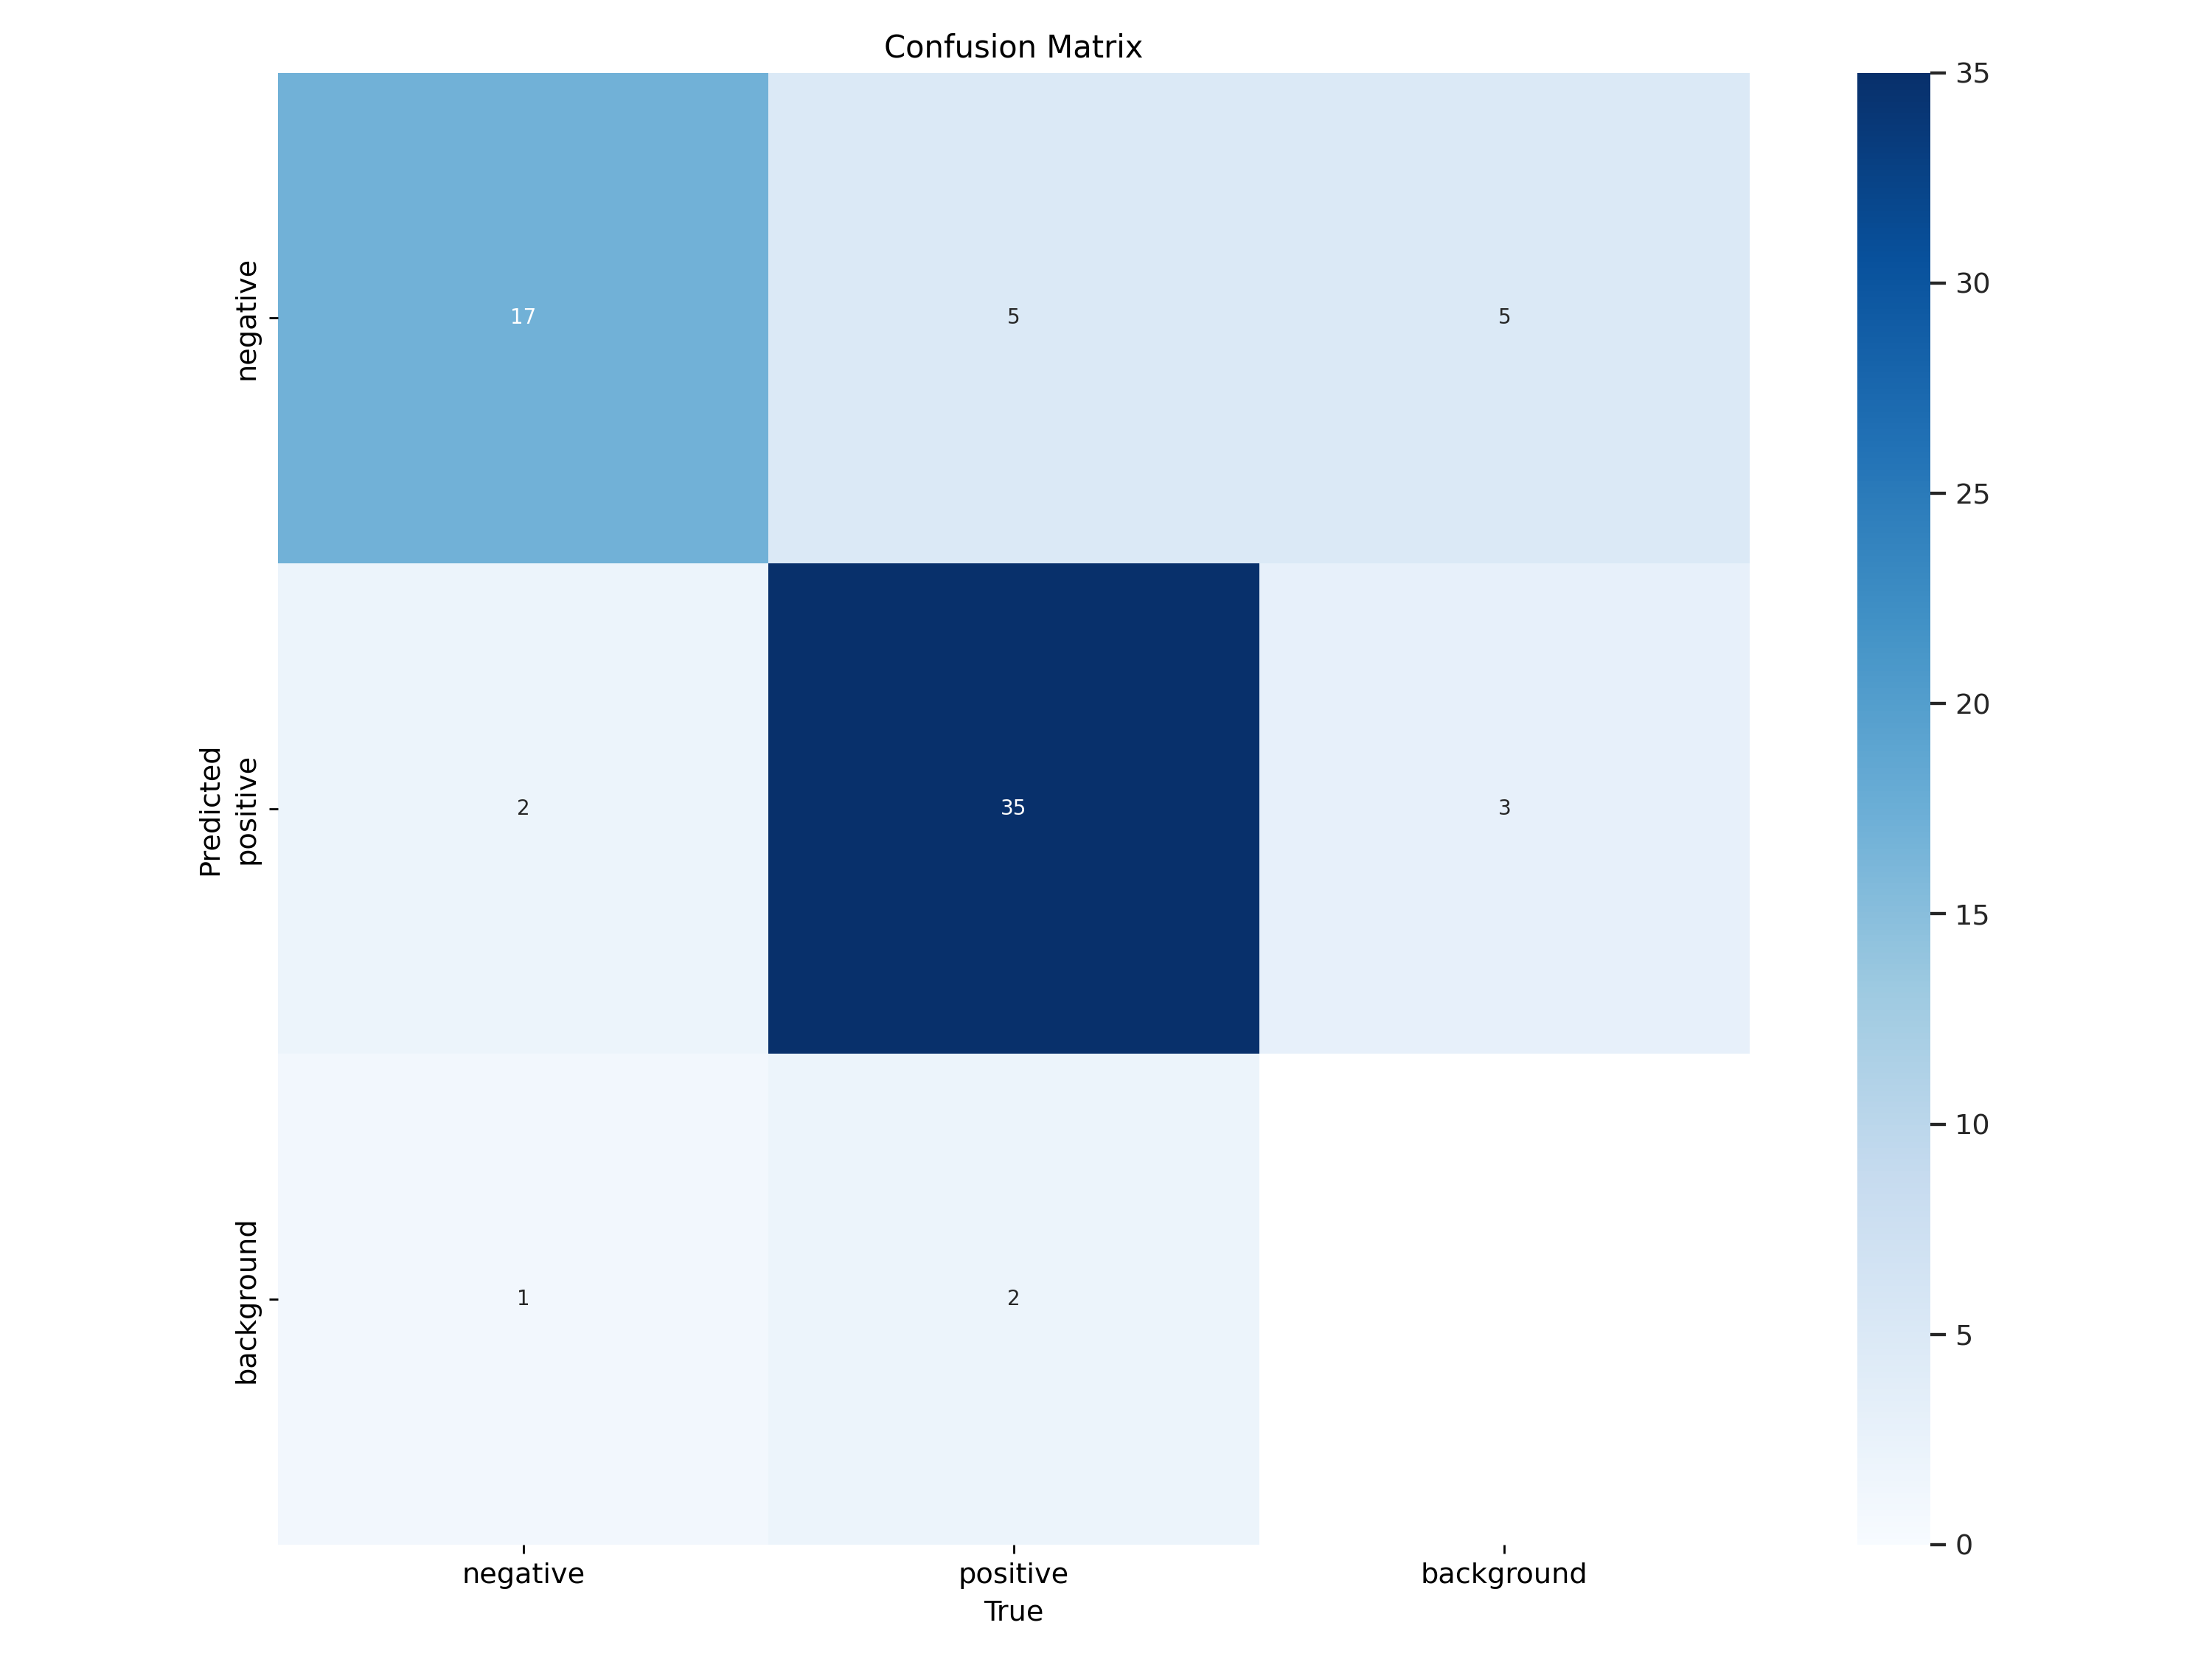 Confusion Matrix
negative
17
5
5
Predicted
positive
2
35
3
background
1
2
negative
positive
background
True
35
30
25
20
15
10
5
0